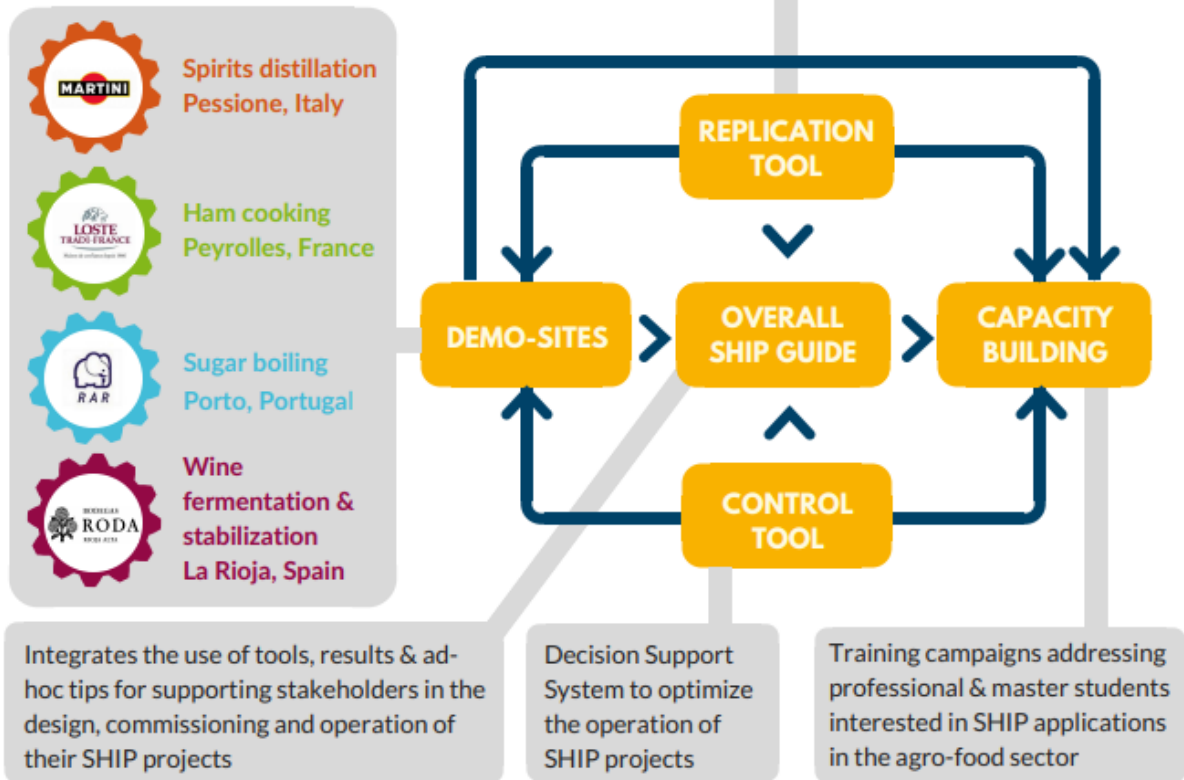 MARTINI
Spirits distillation
Pessione, Italy
LOSTE
TRADI-FRANCE
Ham cooking
Peyrolles, France
RAR
Sugar boiling
Porto, Portugal
BODEGAS
RODA
RIOJA ALTA
Wine
fermentation &
stabilization
La Rioja, Spain
REPLICATION
TOOL
DEMO-SITES
OVERALL
SHIP GUIDE
CAPACITY
BUILDING
CONTROL
TOOL
Integrates the use of tools, results & ad-
hoc tips for supporting stakeholders in the
design, commissioning and operation of
their SHIP projects
Decision Support
System to optimize
the operation of
SHIP projects
Training campaigns addressing
professional & master students
interested in SHIP applications
in the agro-food sector